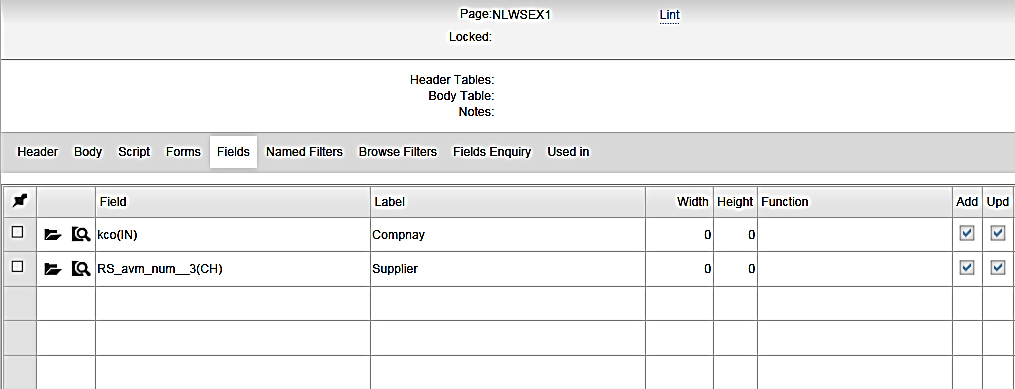 Page:NLWSEX1 Lint
Locked:
Header Tables:
Body Table:
Notes:
Header Body Script Forms Fields Named Filters Browse Filters Fields Enquiry Used in
Field Label Width Height Function Add Upd
kco(IN) Compnay 0 0
RS_avm_num__3(CH) Supplier 0 0